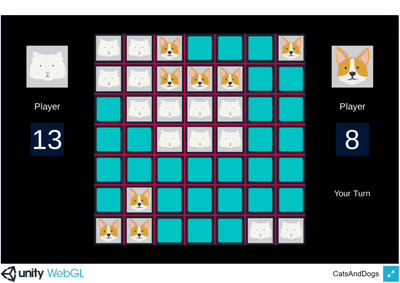 Player
13
Player
8
Your Turn
unity WebGL
CatsAndDogs